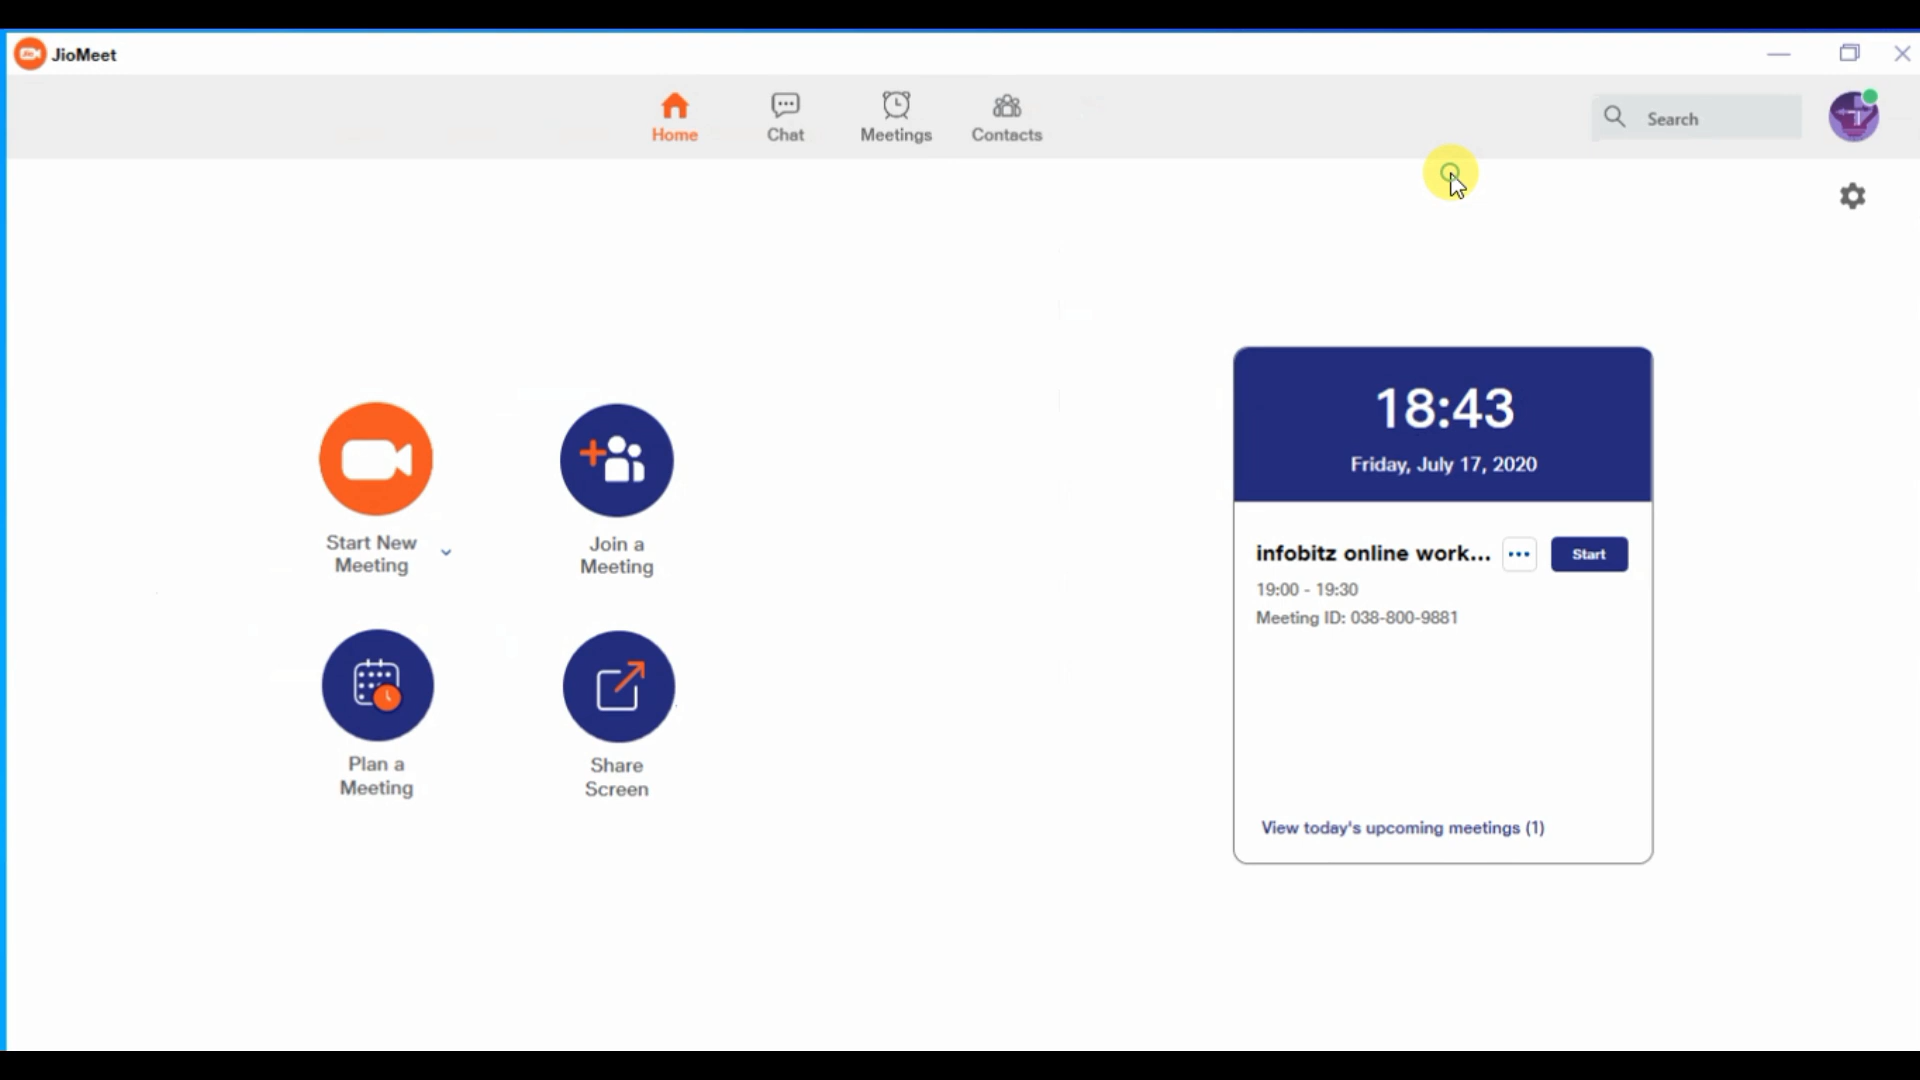 JioMeet
Home
Chat
Meetings
Contacts
Search
18:43
Friday, July 17, 2020
Start New
Meeting
Join a
Meeting
Plan a
Meeting
Share
Screen
infobitz online work...
Start
19:00 - 19:30
Meeting ID: 038-800-9881
View today's upcoming meetings (1)